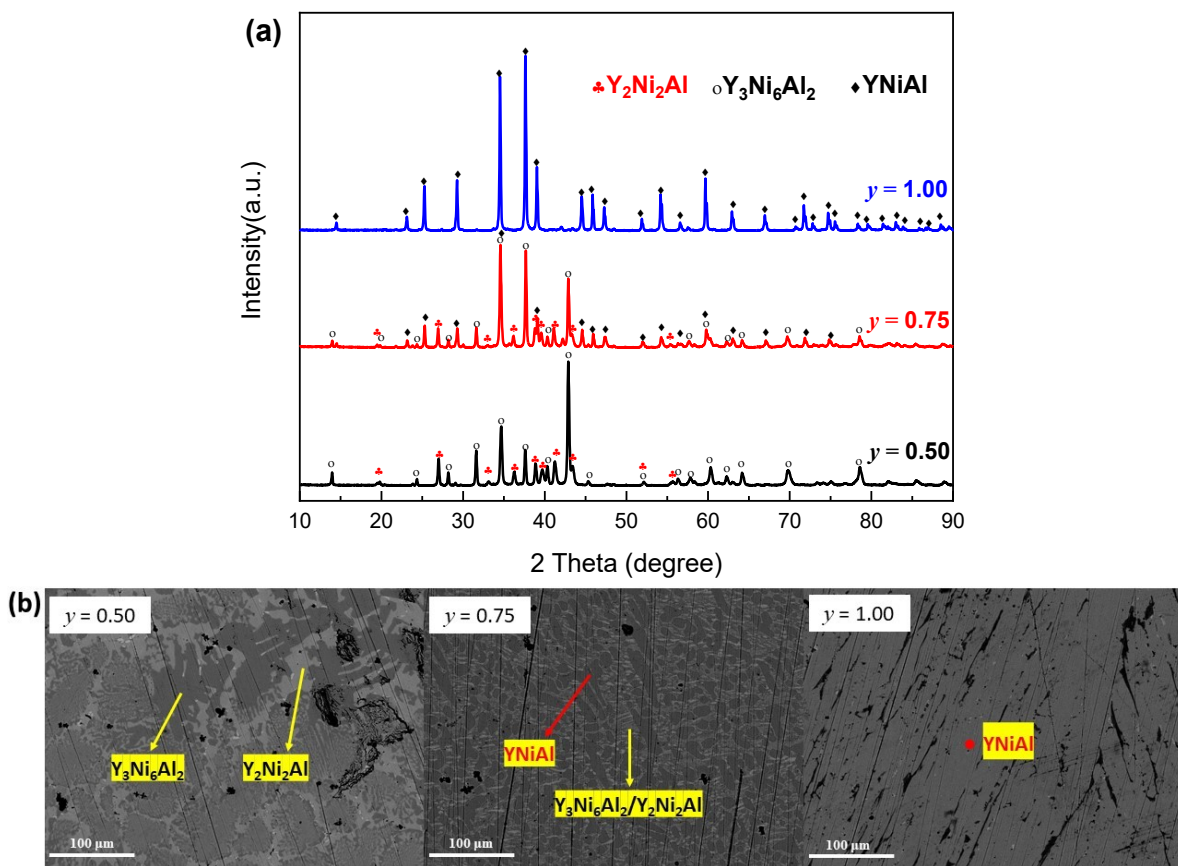 (a)
♣Y₂Ni₂Al oY₃Ni₆Al₂ ♦YNiAl
Intensity(a.u.)
y = 1.00
y = 0.75
y = 0.50
10 20 30 40 50 60 70 80 90
2 Theta (degree)
(b)
y = 0.50
Y₃Ni₆Al₂
Y₂Ni₂Al
100 μm
y = 0.75
YNiAl
Y₃Ni₆Al₂/Y₂Ni₂Al
100 μm
y = 1.00
YNiAl
100 μm